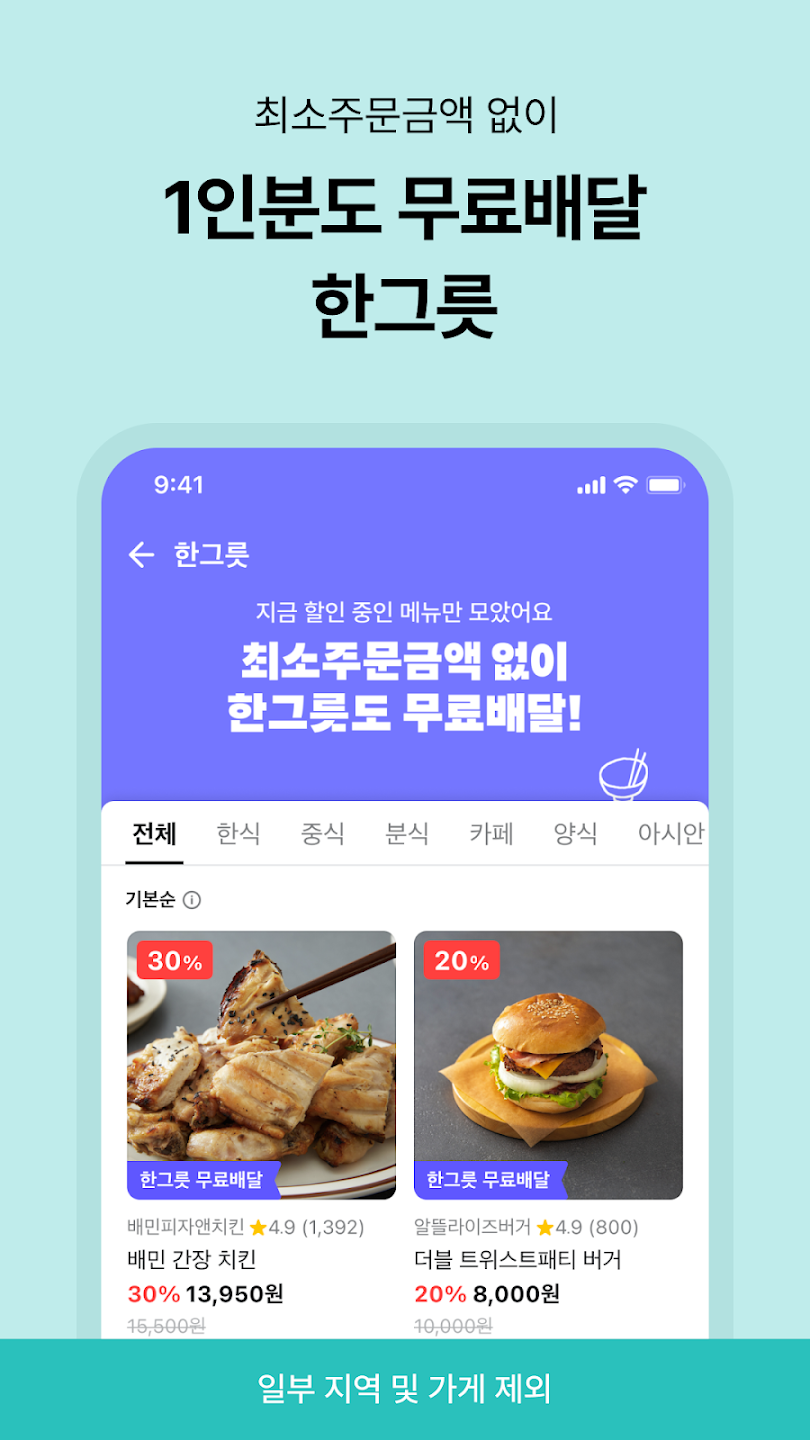 최소주문금액 없이
1인분도 무료배달
한그릇
9:41
한그릇
지금 할인 중인 메뉴만 모았어요
최소주문금액 없이
한그릇도 무료배달!
전체 한식 중식 분식 카페 양식 아시안
기본순
30%
한그릇 무료배달
배민피자앤치킨 4.9 (1,392)
배민 간장 치킨
30% 13,950원
15,500원
20%
한그릇 무료배달
알뜰라이즈버거 4.9 (800)
더블 트위스트패티 버거
20% 8,000원
10,000원
일부 지역 및 가게 제외